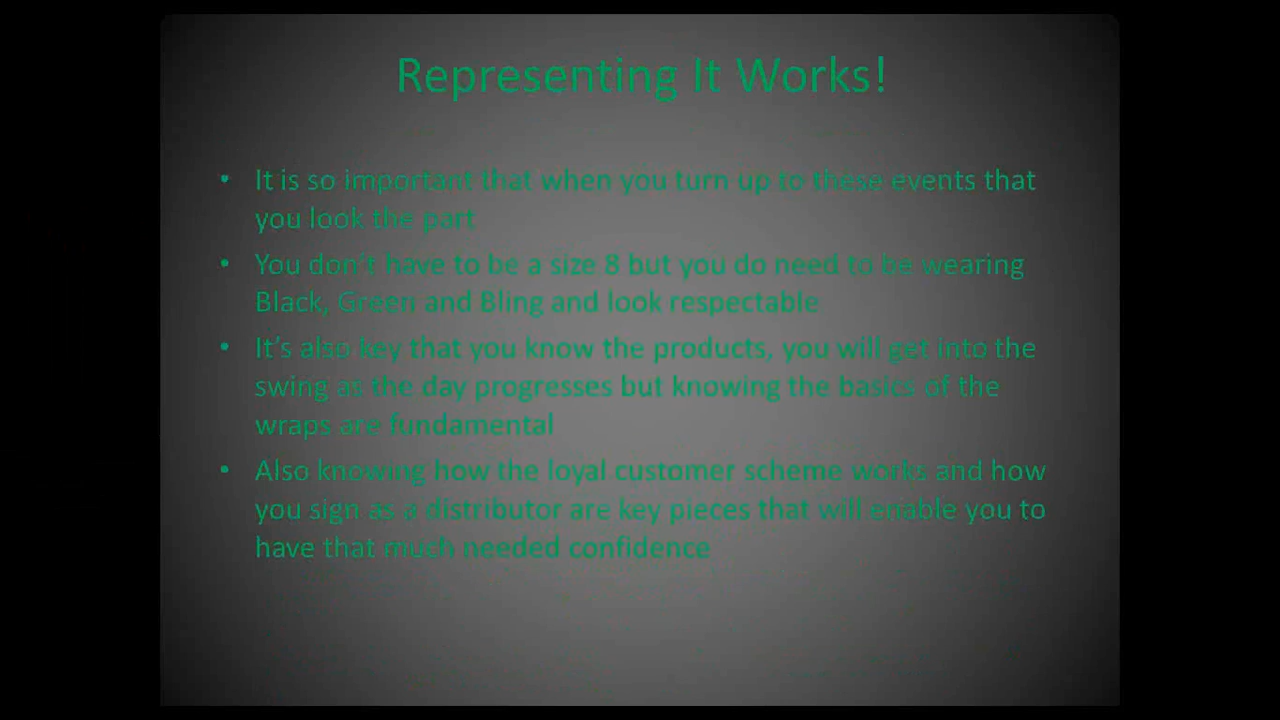 Representing It Works!
• It is so important that when you turn up to these events that
you look the part
• You don't have to be a size 8 but you do need to be wearing
Black, Green and Bling and look respectable
• It's also key that you know the products, you will get into the
swing as the day progresses but knowing the basics of the
wraps are fundamental
• Also knowing how the loyal customer scheme works and how
you sign as a distributor are key pieces that will enable you to
have that much needed confidence